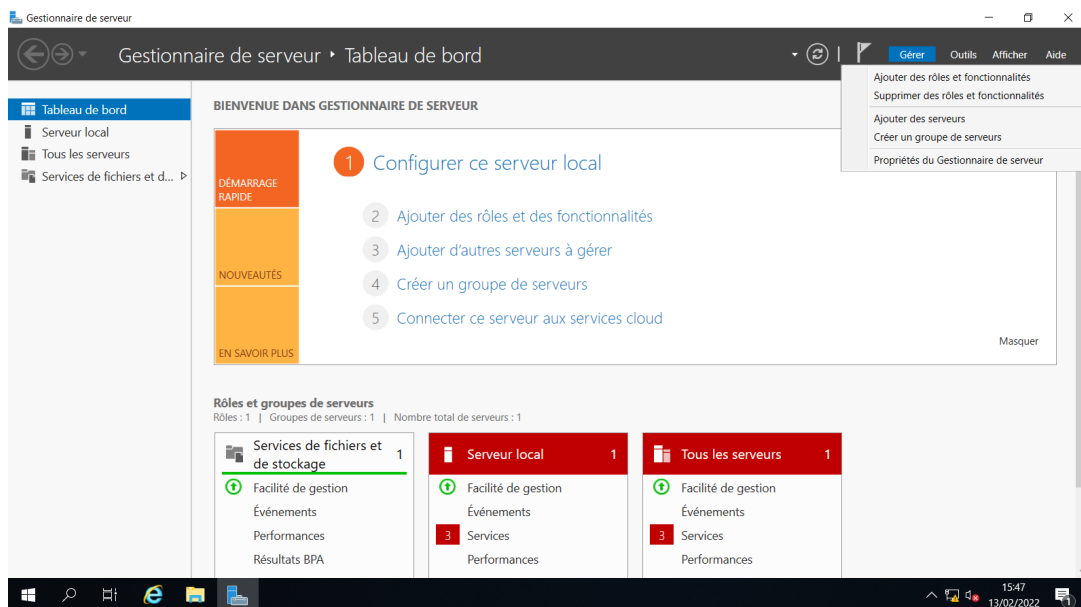 Gestionnaire de serveur
Gestionnaire de serveur ‣ Tableau de bord
Gérer Outils Afficher Aide
Ajouter des rôles et fonctionnalités
Supprimer des rôles et fonctionnalités
Ajouter des serveurs
Créer un groupe de serveurs
Propriétés du Gestionnaire de serveur
Tableau de bord
Serveur local
Tous les serveurs
Services de fichiers et d...
BIENVENUE DANS GESTIONNAIRE DE SERVEUR
DÉMARRAGE
RAPIDE
NOUVEAUTÉS
EN SAVOIR PLUS
1 Configurer ce serveur local
2 Ajouter des rôles et des fonctionnalités
3 Ajouter d'autres serveurs à gérer
4 Créer un groupe de serveurs
5 Connecter ce serveur aux services cloud
Masquer
Rôles et groupes de serveurs
Rôles : 1 | Groupes de serveurs : 1 | Nombre total de serveurs : 1
Services de fichiers et
de stockage
1
Facilité de gestion
Événements
Performances
Résultats BPA
Serveur local 1
Facilité de gestion
Événements
3 Services
Performances
Tous les serveurs 1
Facilité de gestion
Événements
3 Services
Performances
15:47
13/02/2022
1